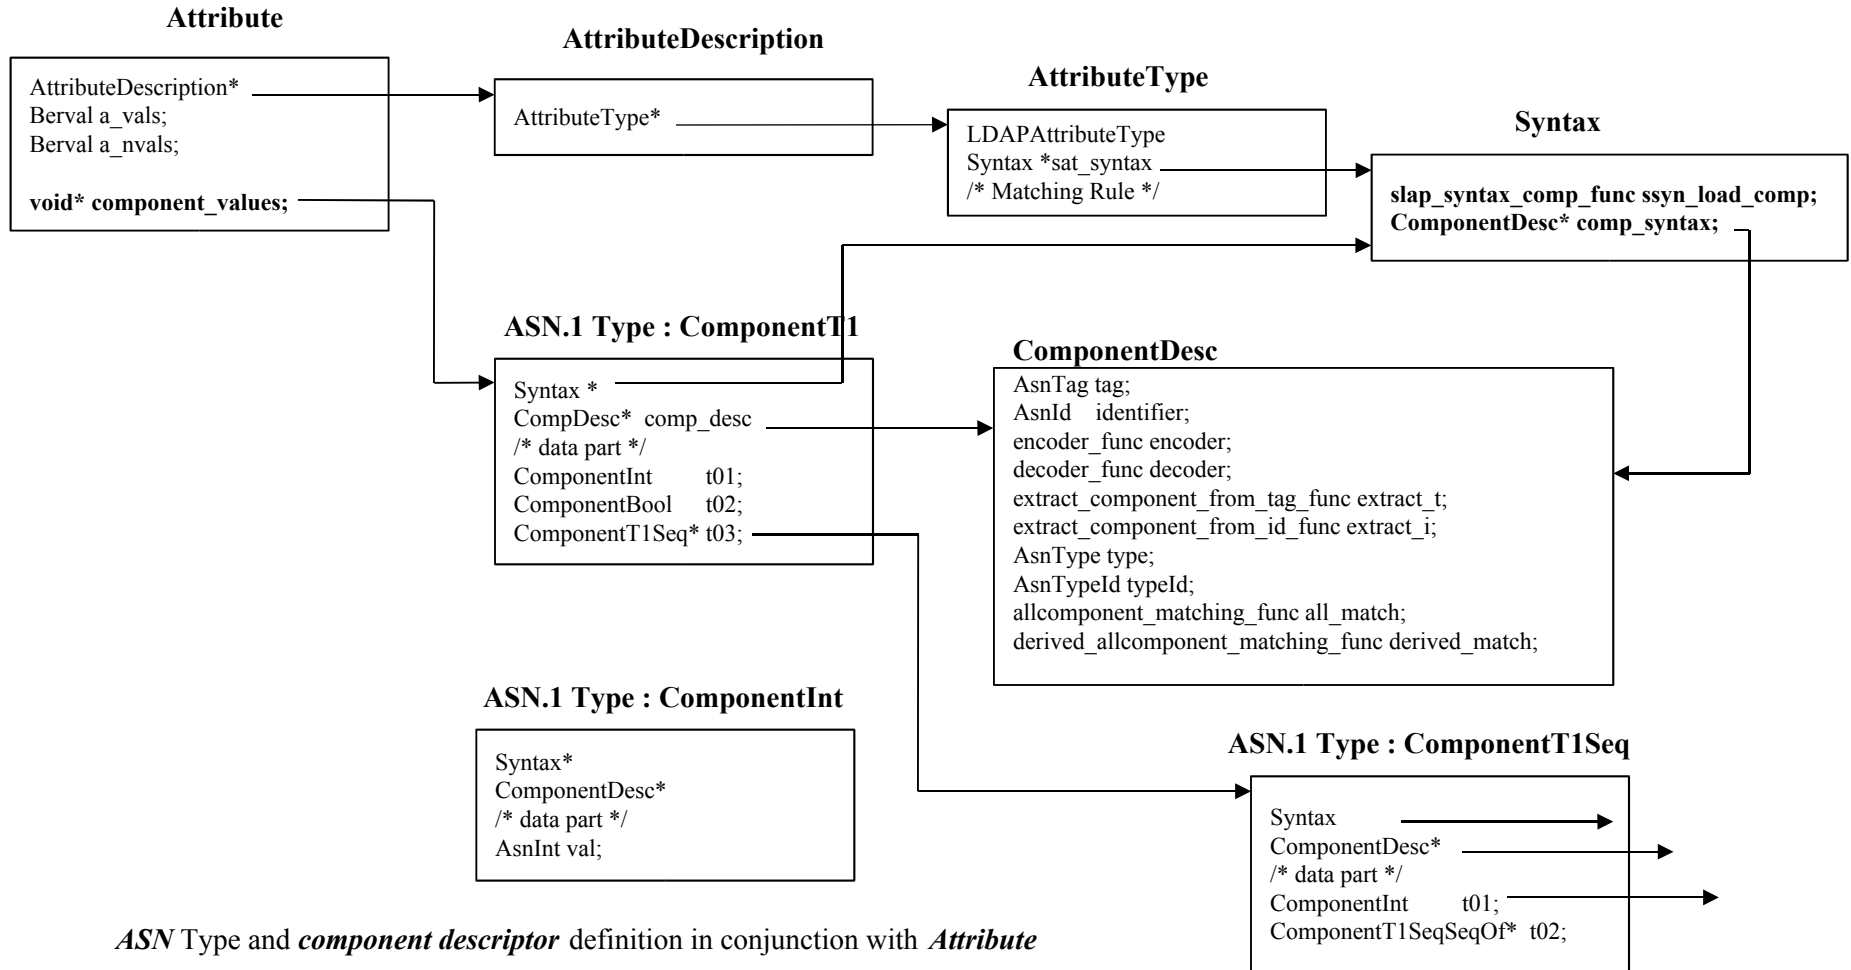 Attribute
AttributeDescription*
Berval a_vals;
Berval a_nvals;
void* component_values;
AttributeDescription
AttributeType*
AttributeType
LDAPAttributeType
Syntax *sat_syntax
/* Matching Rule */
Syntax
slap_syntax_comp_func ssyn_load_comp;
ComponentDesc* comp_syntax;
ASN.1 Type : ComponentT1
Syntax *
CompDesc* comp_desc
/* data part */
ComponentInt t01;
ComponentBool t02;
ComponentT1Seq* t03;
ComponentDesc
AsnTag tag;
AsnId identifier;
encoder_func encoder;
decoder_func decoder;
extract_component_from_tag_func extract_t;
extract_component_from_id_func extract_i;
AsnType type;
AsnTypeId typeId;
allcomponent_matching_func all_match;
derived_allcomponent_matching_func derived_match;
ASN.1 Type : ComponentInt
Syntax*
ComponentDesc*
/* data part */
AsnInt val;
ASN.1 Type : ComponentT1Seq
Syntax
ComponentDesc*
/* data part */
ComponentInt t01;
ComponentT1SeqSeqOf* t02;
ASN Type and component descriptor definition in conjunction with Attribute